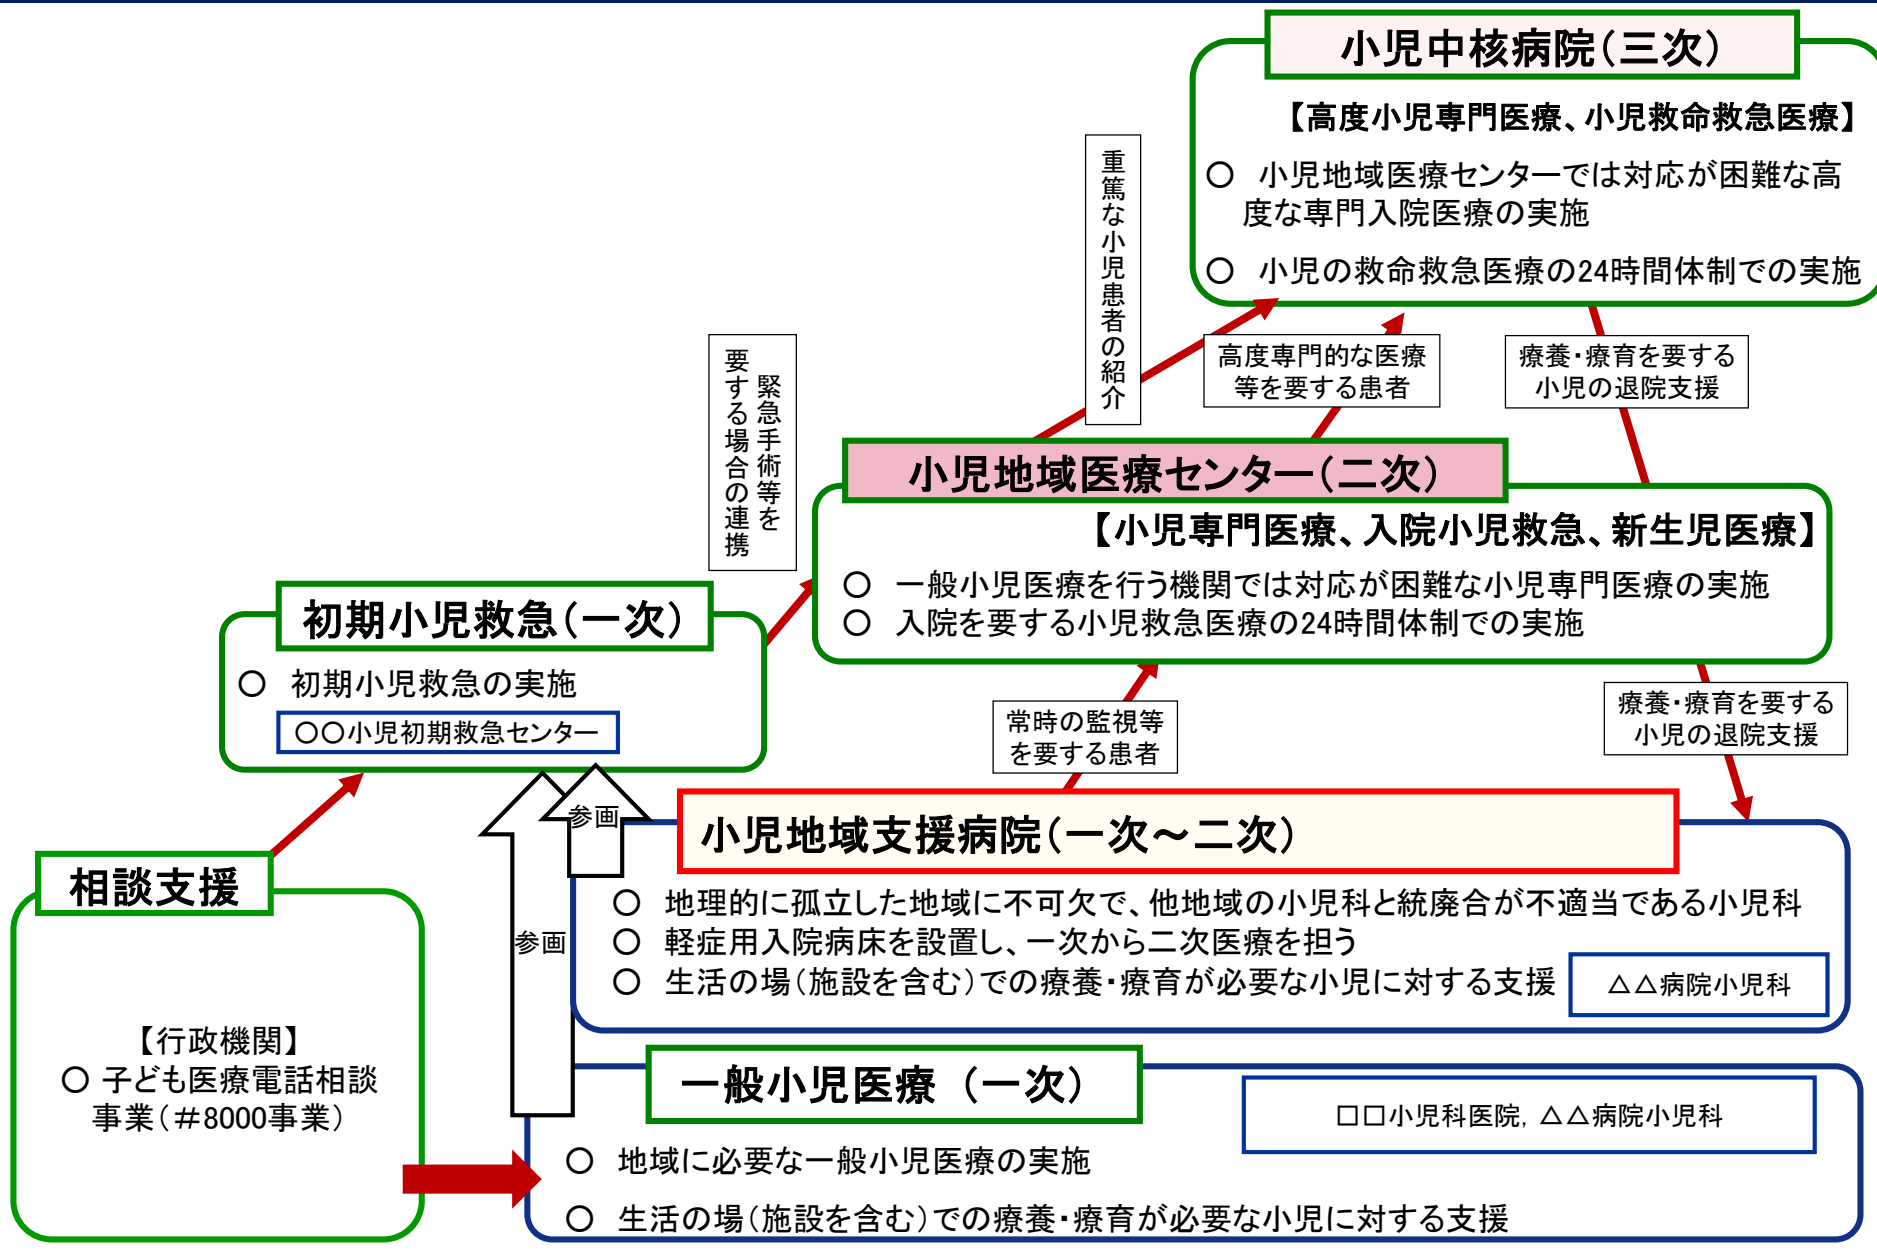 小児中核病院（三次）
【高度小児専門医療、小児救命救急医療】
○　小児地域医療センターでは対応が困難な高
度な専門入院医療の実施
○　小児の救命救急医療の24時間体制での実施
重篤な小児患者の紹介
高度専門的な医療
等を要する患者
療養・療育を要する
小児の退院支援
緊急手術等を
要する場合の連携
小児地域医療センター（二次）
【小児専門医療、入院小児救急、新生児医療】
○　一般小児医療を行う機関では対応が困難な小児専門医療の実施
○　入院を要する小児救急医療の24時間体制での実施
初期小児救急（一次）
○　初期小児救急の実施
○○小児初期救急センター
常時の監視等
を要する患者
療養・療育を要する
小児の退院支援
参画
小児地域支援病院（一次～二次）
○　地理的に孤立した地域に不可欠で、他地域の小児科と統廃合が不適当である小児科
○　軽症用入院病床を設置し、一次から二次医療を担う
○　生活の場（施設を含む）での療養・療育が必要な小児に対する支援
△△病院小児科
参画
相談支援
【行政機関】
○ 子ども医療電話相談
事業（＃8000事業）
一般小児医療　（一次）
□□小児科医院, △△病院小児科
○　地域に必要な一般小児医療の実施
○　生活の場（施設を含む）での療養・療育が必要な小児に対する支援